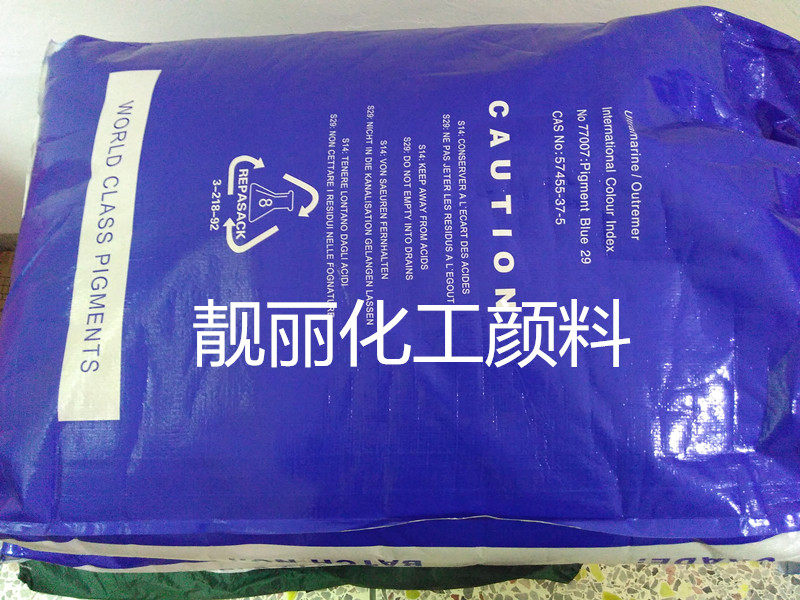 Ultramarine / Outremer
International Colour Index
No 77007:Pigment Blue 29
CAS No:57455-37-5
CAUTION
S14: CONSERVER A L'ECART DES ACIDES
S29: NE PAS JETER LES RESIDUS A L'EGOUT
S14: KEEP AWAY FROM ACIDS
S29: DO NOT EMPTY INTO DRAINS
S14: VON SAEUREN FERNHALTEN
S29: NICHT IN DIE KANALISATION GELANGEN LASSEN
S14: TENERE LONTANO DAGLI ACIDI
S29: NON CETTARE I RESIDUI NELLE FOGNATURE
8
REPASACK
3-218-92
WORLD CLASS PIGMENTS
靓丽化工颜料